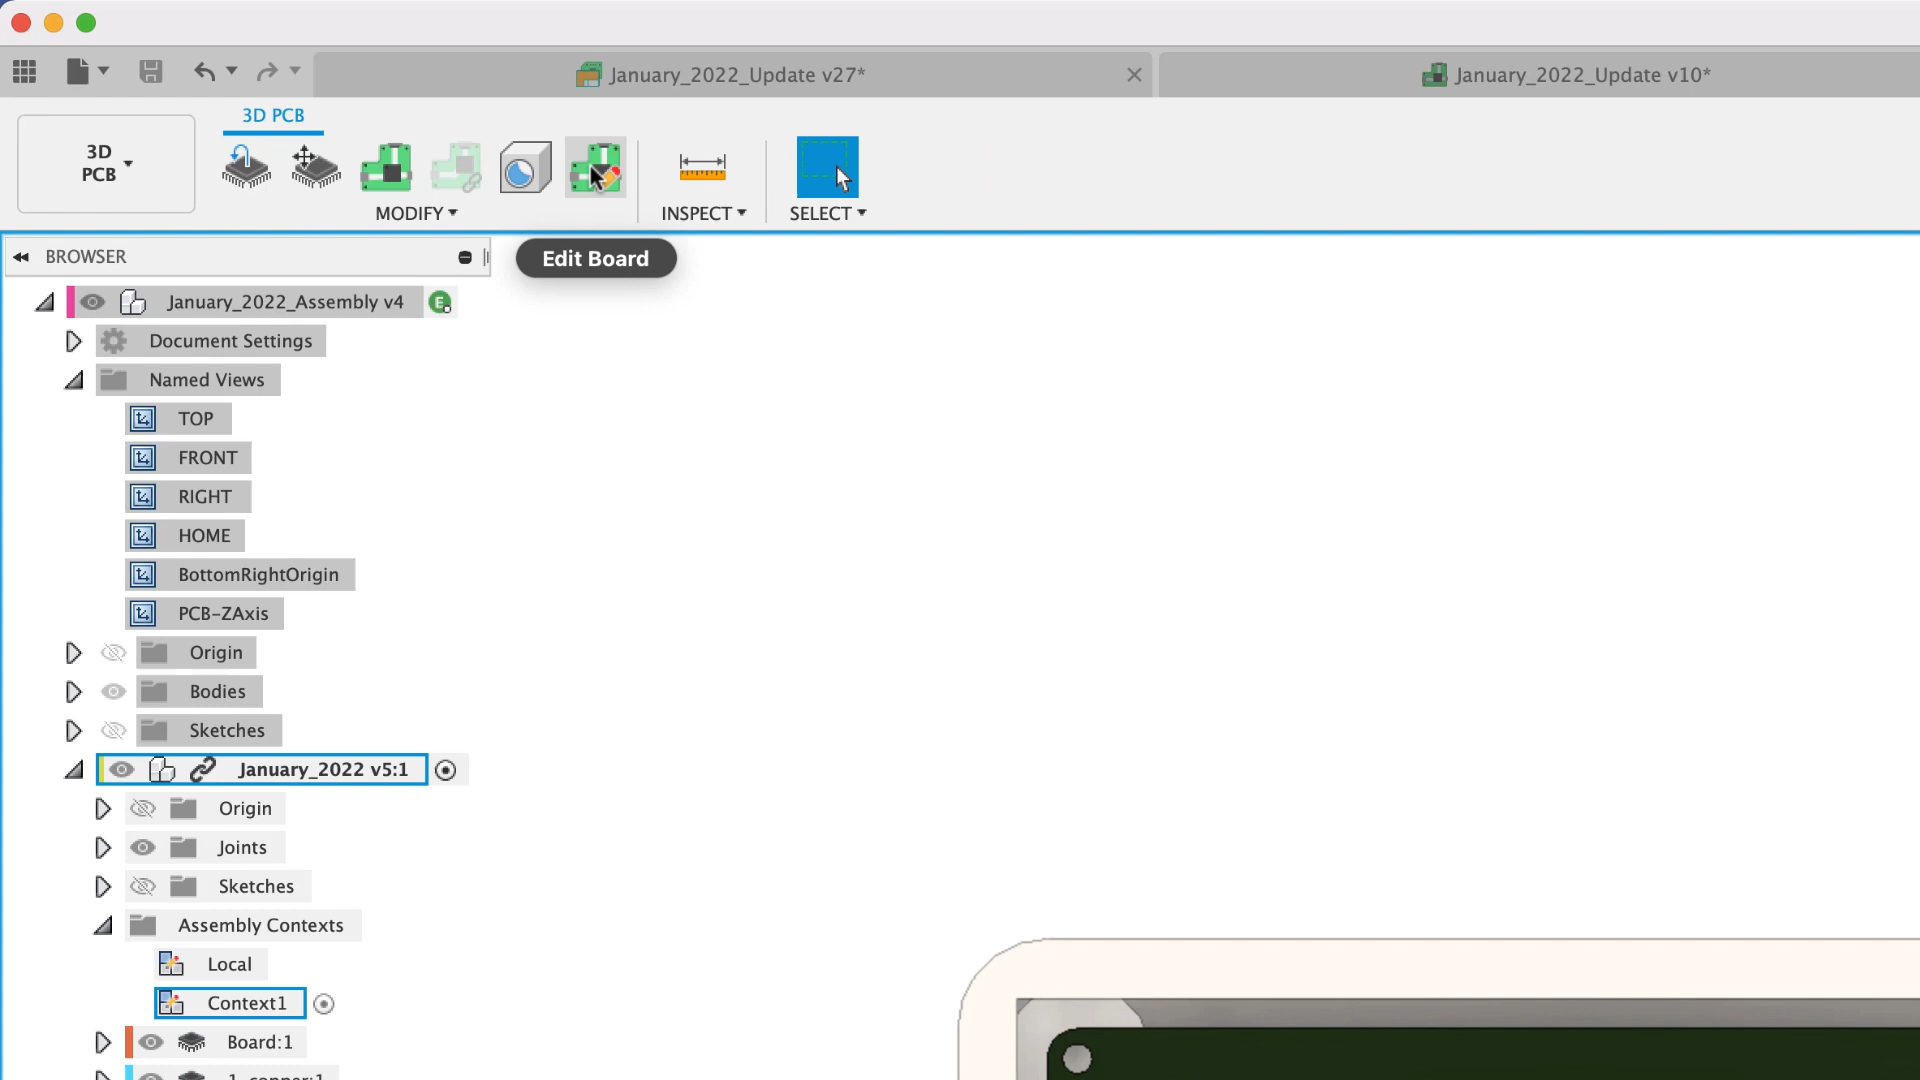 January_2022_Update v27*
January_2022_Update v10*
3D PCB
3D
PCB
MODIFY
INSPECT
SELECT
BROWSER
Edit Board
January_2022_Assembly v4
E
Document Settings
Named Views
TOP
FRONT
RIGHT
HOME
BottomRightOrigin
PCB-ZAxis
Origin
Bodies
Sketches
January_2022 v5:1
Origin
Joints
Sketches
Assembly Contexts
Local
Context1
Board:1